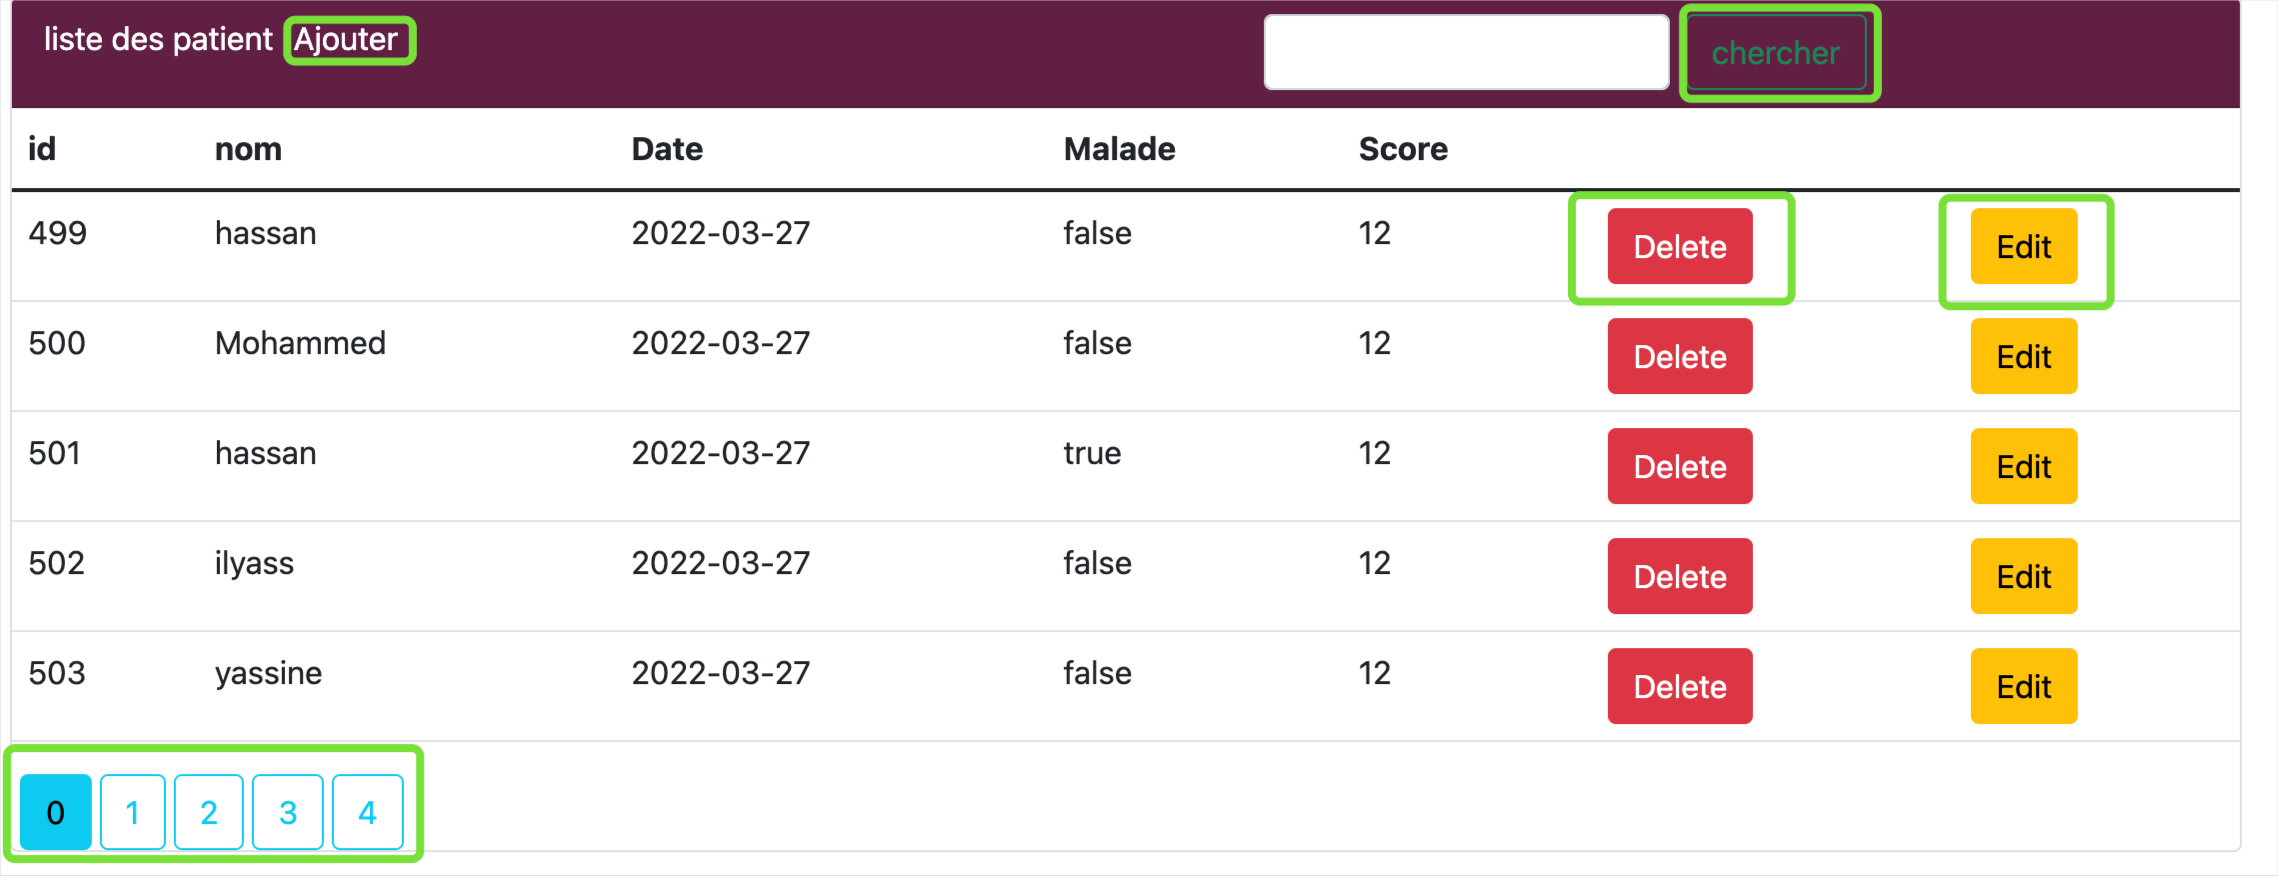 liste des patient Ajouter chercher
id nom Date Malade Score
499 hassan 2022-03-27 false 12 Delete Edit
500 Mohammed 2022-03-27 false 12 Delete Edit
501 hassan 2022-03-27 true 12 Delete Edit
502 ilyass 2022-03-27 false 12 Delete Edit
503 yassine 2022-03-27 false 12 Delete Edit
0 1 2 3 4